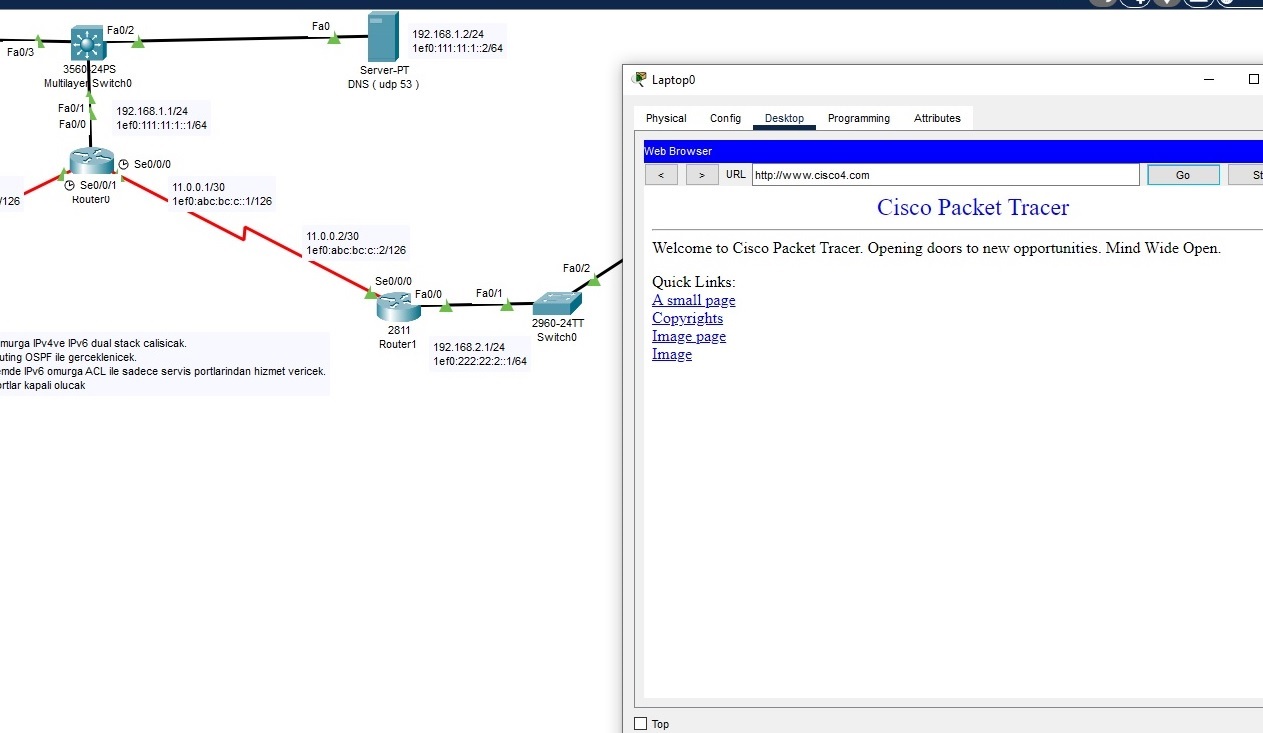 Fa0/2
Fa0
Fa0/3
192.168.1.2/24
1ef0:111:11:1::2/64
3560-24PS
Multilayer Switch0
Server-PT
DNS ( udp 53 )
Fa0/1
Fa0/0
192.168.1.1/24
1ef0:111:11:1::1/64
Se0/0/0
Se0/0/1
Router0
/126
11.0.0.1/30
1ef0:abc:bc:c::1/126
11.0.0.2/30
1ef0:abc:bc:c::2/126
Se0/0/0
Fa0/0
Fa0/1
Fa0/2
2811
Router1
2960-24TT
Switch0
192.168.2.1/24
1ef0:222:22:2::1/64
murga IPv4ve IPv6 dual stack calisicak.
uting OSPF ile gerceklenicek.
emde IPv6 omurga ACL ile sadece servis portlarindan hizmet vericek.
ortlar kapali olucak
Laptop0
Physical Config Desktop Programming Attributes
Web Browser
< > URL http://www.cisco4.com Go St
Cisco Packet Tracer
Welcome to Cisco Packet Tracer. Opening doors to new opportunities. Mind Wide Open.
Quick Links:
A small page
Copyrights
Image page
Image
Top